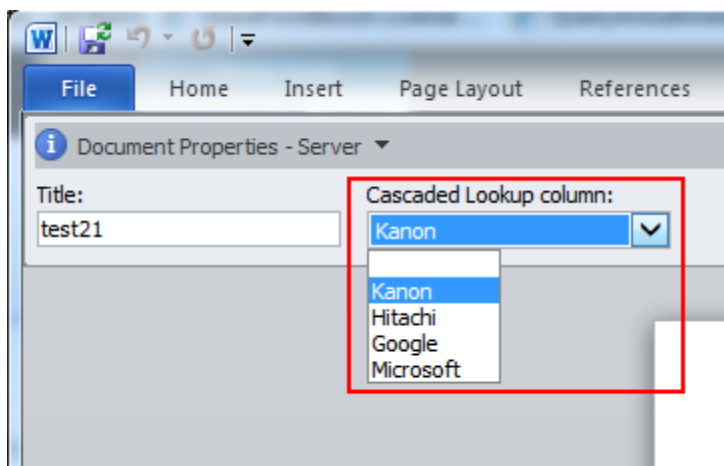 W
File Home Insert Page Layout References
Document Properties - Server
Title: Cascaded Lookup column:
test21 Kanon
Kanon
Hitachi
Google
Microsoft